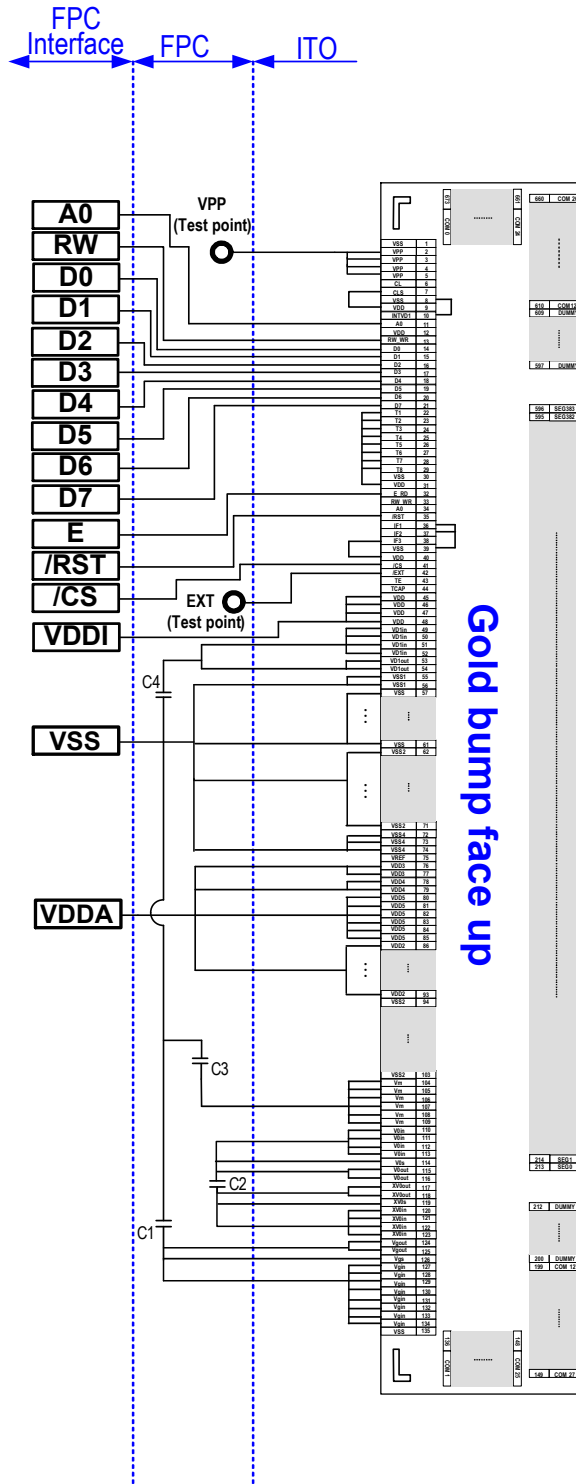 FPC Interface
FPC
ITO
VPP
(Test point)
A0
RW
D0
D1
D2
D3
D4
D5
D6
D7
E
/RST
/CS
VDDI
VSS
VDDA
EXT
(Test point)
C4
C3
C2
C1
Gold bump face up
VSS 1
VPP 2
VPP 3
VPP 4
VPP 5
CL 6
CLS 7
VSS 8
VDD 9
INTVD1 10
A0 11
VDD 12
RW_WR 13
D0 14
D1 15
D2 16
D3 17
D4 18
D5 19
D6 20
D7 21
T1 22
T2 23
T3 24
T4 25
T5 26
T6 27
T7 28
T8 29
VSS 30
VDD 31
E_RD 32
RW_WR 33
A0 34
/RST 35
IF1 36
IF2 37
IF3 38
VSS 39
VDD 40
/CS 41
/EXT 42
TE 43
TCAP 44
VDD 45
VDD 46
VDD 47
VDD 48
VD1in 49
VD1in 50
VD1in 51
VD1in 52
VD1out 53
VD1out 54
VSS1 55
VSS1 56
VSS 57
VSS 61
VSS2 62
VSS2 71
VSS4 72
VSS4 73
VSS4 74
VREF 75
VDD3 76
VDD3 77
VDD4 78
VDD4 79
VDD5 80
VDD5 81
VDD5 82
VDD5 83
VDD5 84
VDD5 85
VDD2 86
VDD2 93
VSS2 94
VSS2 103
Vm 104
Vm 105
Vm 106
Vm 107
Vm 108
Vm 109
V0in 110
V0in 111
V0in 112
V0in 113
V0s 114
V0out 115
V0out 116
XV0out 117
XV0out 118
XV0s 119
XV0in 120
XV0in 121
XV0in 122
XV0in 123
Vgout 124
Vgout 125
Vgs 126
Vgin 127
Vgin 128
Vgin 129
Vgin 130
Vgin 131
Vgin 132
Vgin 133
Vgin 134
VSS 135
673 COM 0
661 COM 24
660 COM 26
610 COM12
609 DUMMY
597 DUMMY
596 SEG383
595 SEG382
214 SEG1
213 SEG0
212 DUMMY
200 DUMMY
199 COM 12
149 COM 27
136 COM 1
148 COM 25